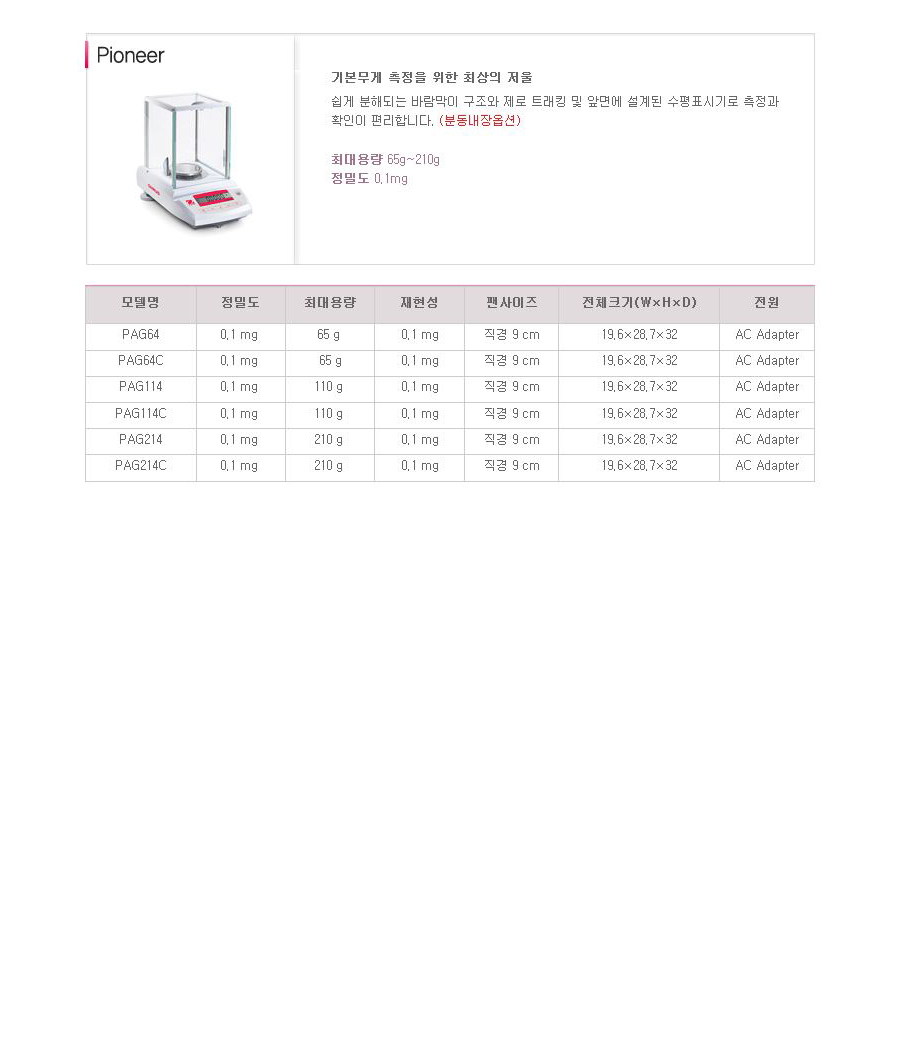 Pioneer
기본무게 측정을 위한 최상의 저울
쉽게 분해되는 바람막이 구조와 제로 트래킹 및 앞면에 설계된 수평표시기로 측정과
확인이 편리합니다. (분동내장옵션)
최대용량 65g~210g
정밀도 0.1mg
모델명 정밀도 최대용량 재현성 팬사이즈 전체크기(W×H×D) 전원
PAG64 0.1 mg 65 g 0.1 mg 직경 9 cm 19.6×28.7×32 AC Adapter
PAG64C 0.1 mg 65 g 0.1 mg 직경 9 cm 19.6×28.7×32 AC Adapter
PAG114 0.1 mg 110 g 0.1 mg 직경 9 cm 19.6×28.7×32 AC Adapter
PAG114C 0.1 mg 110 g 0.1 mg 직경 9 cm 19.6×28.7×32 AC Adapter
PAG214 0.1 mg 210 g 0.1 mg 직경 9 cm 19.6×28.7×32 AC Adapter
PAG214C 0.1 mg 210 g 0.1 mg 직경 9 cm 19.6×28.7×32 AC Adapter